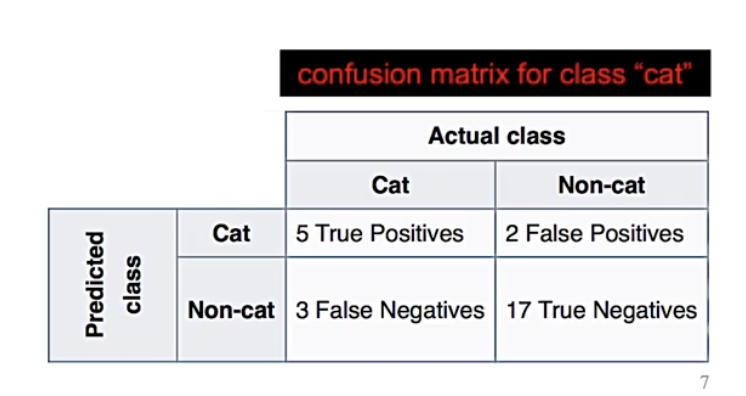 confusion matrix for class “cat”
Actual class
Cat Non-cat
Predicted
class
Cat 5 True Positives 2 False Positives
Non-cat 3 False Negatives 17 True Negatives
7